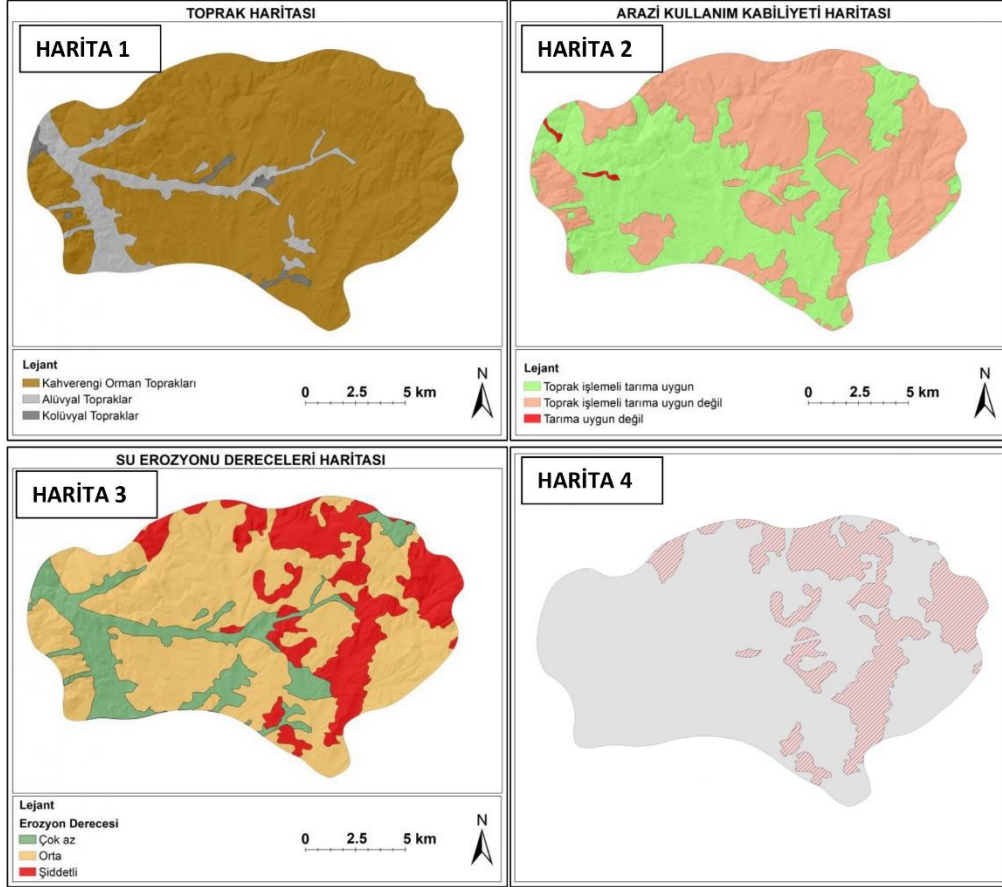 TOPRAK HARİTASI
HARİTA 1
Lejant
Kahverengi Orman Toprakları
Alüvyal Topraklar
Kolüvyal Topraklar
0 2.5 5 km
N
ARAZİ KULLANIM KABİLİYETİ HARİTASI
HARİTA 2
Lejant
Toprak işlemeli tarıma uygun
Toprak işlemeli tarıma uygun değil
Tarıma uygun değil
0 2.5 5 km
N
SU EROZYONU DERECELERİ HARİTASI
HARİTA 3
Lejant
Erozyon Derecesi
Çok az
Orta
Şiddetli
0 2.5 5 km
N
HARİTA 4